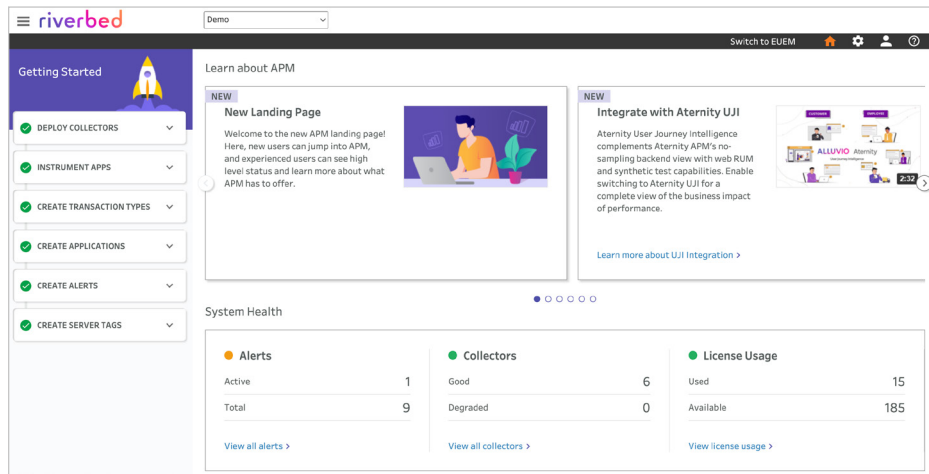 riverbed
Demo
Switch to EUEM
Getting Started
DEPLOY COLLECTORS
INSTRUMENT APPS
CREATE TRANSACTION TYPES
CREATE APPLICATIONS
CREATE ALERTS
CREATE SERVER TAGS
Learn about APM
NEW
New Landing Page
Welcome to the new APM landing page!
Here, new users can jump into APM,
and experienced users can see high
level status and learn more about what
APM has to offer.
NEW
Integrate with Aternity UJI
Aternity User Journey Intelligence
complements Aternity APM's no-
sampling backend view with web RUM
and synthetic test capabilities. Enable
switching to Aternity UJI for a
complete view of the business impact
of performance.
Learn more about UJI Integration >
CUSTOMER
EMPLOYEE
ALLUVIO Aternity
User Journey Intelligence
2:32
System Health
Alerts
Active 1
Total 9
View all alerts >
Collectors
Good 6
Degraded 0
View all collectors >
License Usage
Used 15
Available 185
View license usage >